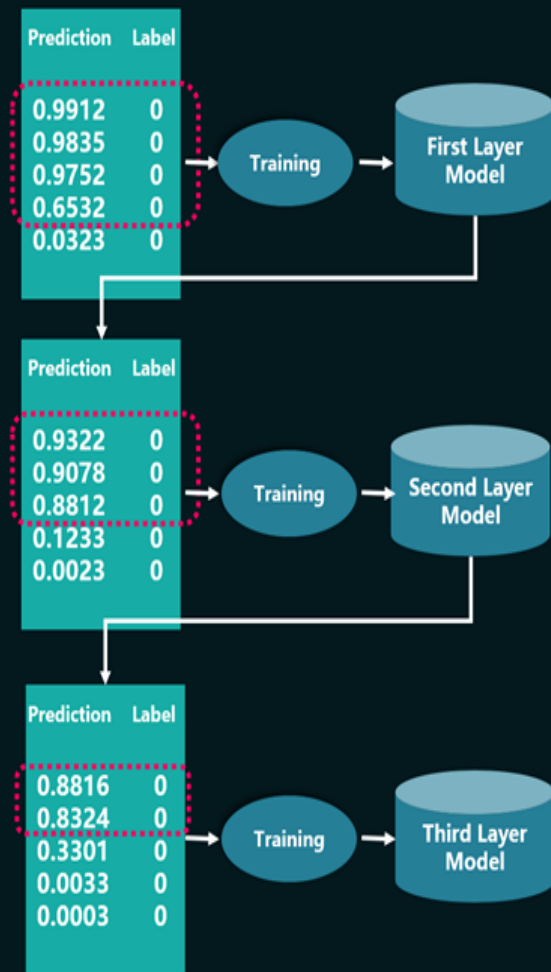 Prediction Label
0.9912 0
0.9835 0
0.9752 0
0.6532 0
0.0323 0
Training
First Layer
Model
Prediction Label
0.9322 0
0.9078 0
0.8812 0
0.1233 0
0.0023 0
Training
Second Layer
Model
Prediction Label
0.8816 0
0.8324 0
0.3301 0
0.0033 0
0.0003 0
Training
Third Layer
Model